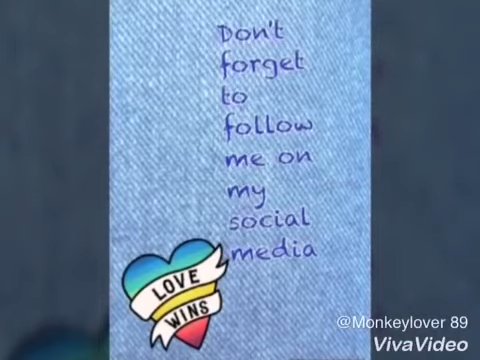 Don't
forget
to
follow
me on
my
social
media
LOVE
WINS
@Monkeylover 89
VivaVideo